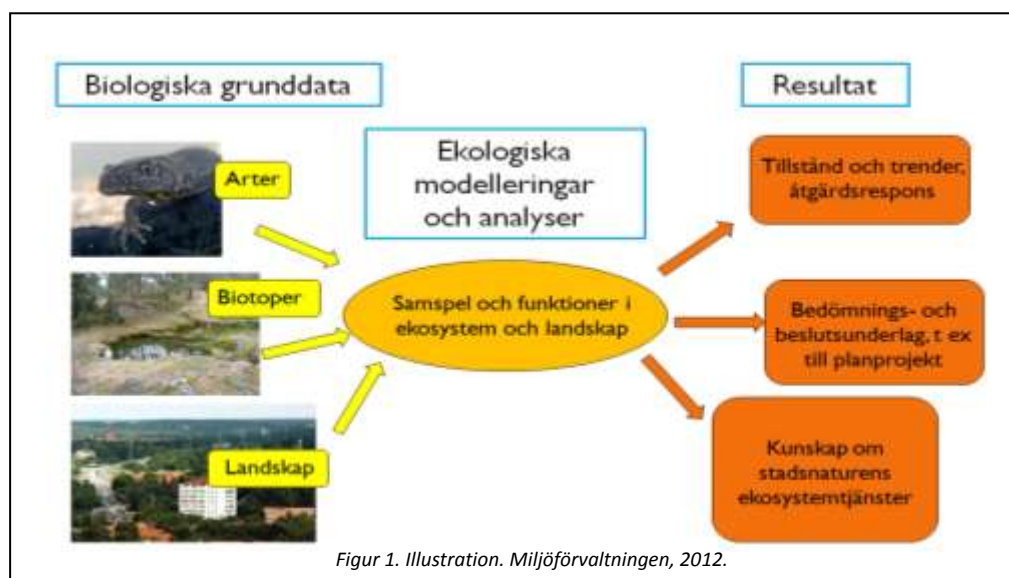 Biologiska grunddata
Resultat
Ekologiska
modelleringar
och analyser
Arter
Biotoper
Landskap
Samspel och funktioner i
ekosystem och landskap
Tillstånd och trender,
åtgärdsrespons
Bedömnings- och
beslutsunderlag, t ex
till planprojekt
Kunskap om
stadsnaturens
ekosystemtjänster
Figur 1. Illustration. Miljöförvaltningen, 2012.